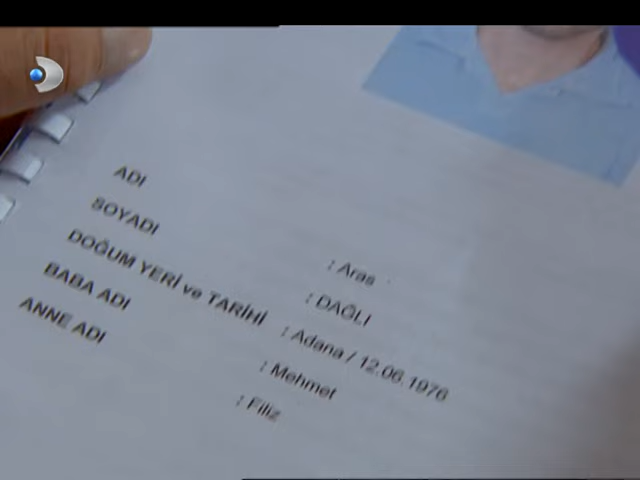 ADI : Aras
SOYADI : DAĞLI
DOĞUM YERİ ve TARİHİ : Adana / 12.06.1976
BABA ADI : Mehmet
ANNE ADI : Filiz